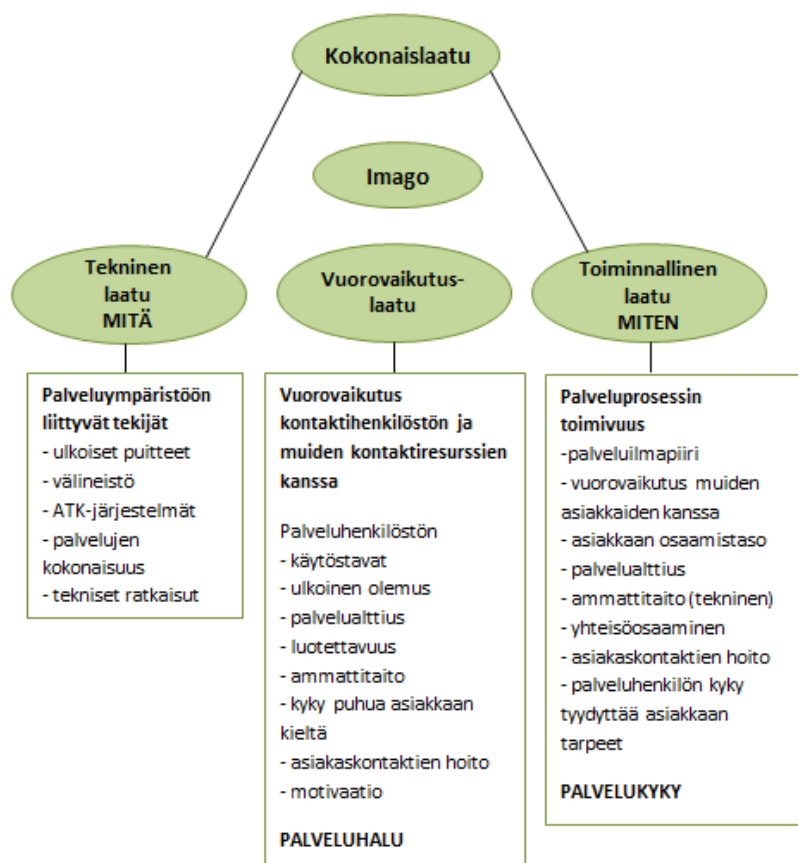 Kokonaislaatu
Imago
Tekninen
laatu
MITÄ
Vuorovaikutus-
laatu
Toiminnallinen
laatu
MITEN
Palveluympäristöön
liittyvät tekijät
- ulkoiset puitteet
- välineistö
- ATK-järjestelmät
- palvelujen
kokonaisuus
- tekniset ratkaisut
Vuorovaikutus
kontaktihenkilöstön ja
muiden kontaktiresurssien
kanssa
Palveluhenkilöstön
- käytöstavat
- ulkoinen olemus
- palvelualttius
- luotettavuus
- ammattitaito
- kyky puhua asiakkaan
kieltä
- asiakaskontaktien hoito
- motivaatio
PALVELUHALU
Palveluprosessin
toimivuus
-palveluilmapiiri
- vuorovaikutus muiden
asiakkaiden kanssa
- asiakkaan osaamistaso
- palvelualttius
- ammattitaito (tekninen)
- yhteisöosaaminen
- asiakaskontaktien hoito
- palveluhenkilön kyky
tyydyttää asiakkaan
tarpeet
PALVELUKYKY